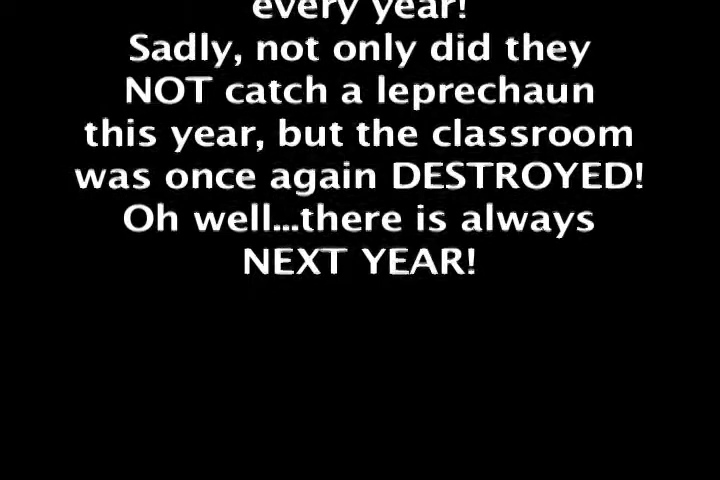 every year!
Sadly, not only did they
NOT catch a leprechaun
this year, but the classroom
was once again DESTROYED!
Oh well...there is always
NEXT YEAR!